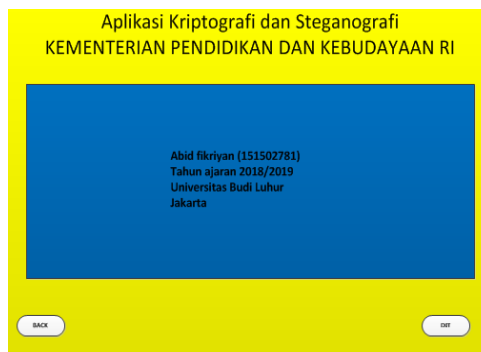 Aplikasi Kriptografi dan Steganografi
KEMENTERIAN PENDIDIKAN DAN KEBUDAYAAN RI
Abid fikriyan (151502781)
Tahun ajaran 2018/2019
Universitas Budi Luhur
Jakarta
BACK
EXIT